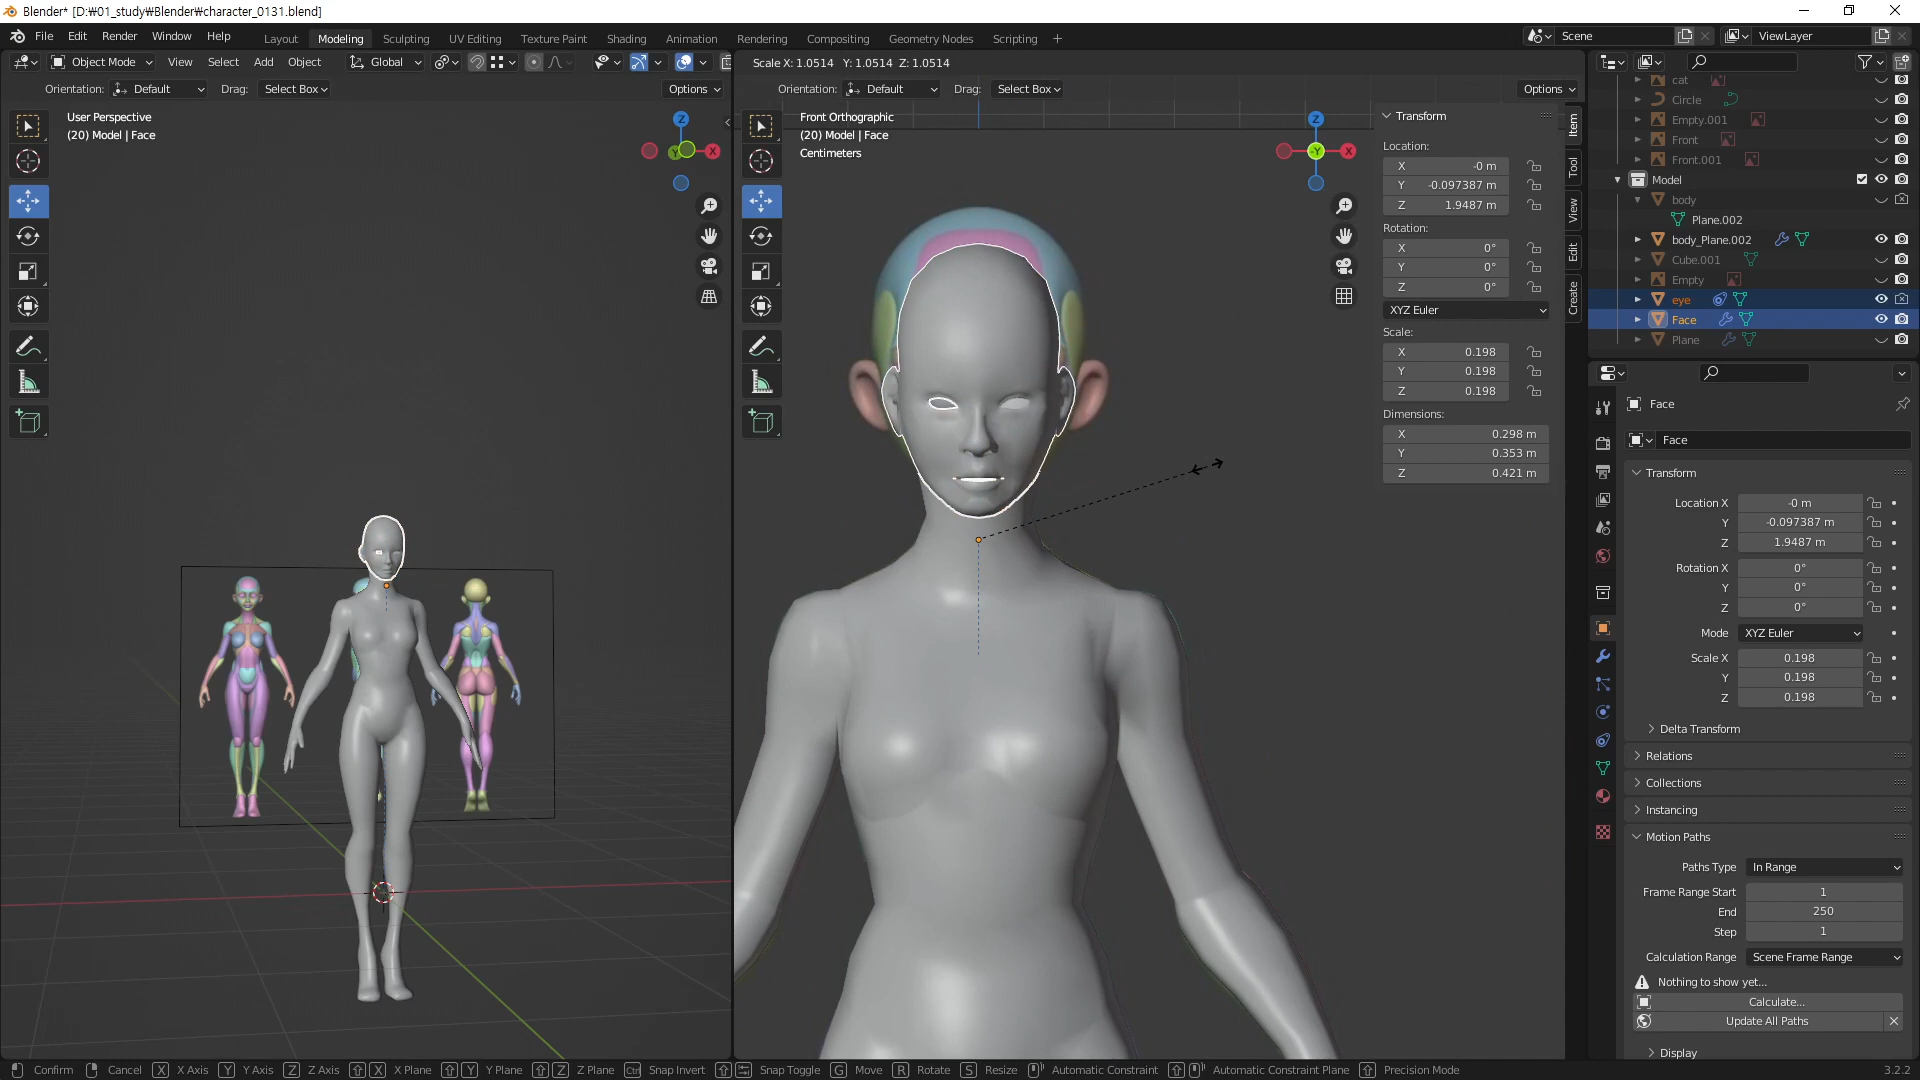 Blender* [D:₩01_study₩Blender₩character_0131.blend]
File Edit Render Window Help Layout Modeling Sculpting UV Editing Texture Paint Shading Animation Rendering Compositing Geometry Nodes Scripting + Scene ViewLayer
Object Mode View Select Add Object Global
Scale X: 1.0514 Y: 1.0514 Z: 1.0514
Orientation: Default Drag: Select Box Options
Orientation: Default Drag: Select Box Options
User Perspective
(20) Model | Face
Z
Y
X
Front Orthographic
(20) Model | Face
Centimeters
Z
-Y
X
Transform
Location:
X -0 m
Y -0.097387 m
Z 1.9487 m
Rotation:
X 0°
Y 0°
Z 0°
XYZ Euler
Scale:
X 0.198
Y 0.198
Z 0.198
Dimensions:
X 0.298 m
Y 0.353 m
Z 0.421 m
Item
Tool
View
Edit
Create
cat
Circle
Empty.001
Front
Front.001
Model
body
Plane.002
body_Plane.002
Cube.001
Empty
eye
Face
Plane
Face
Face
Transform
Location X -0 m
Y -0.097387 m
Z 1.9487 m
Rotation X 0°
Y 0°
Z 0°
Mode XYZ Euler
Scale X 0.198
Y 0.198
Z 0.198
Delta Transform
Relations
Collections
Instancing
Motion Paths
Paths Type In Range
Frame Range Start 1
End 250
Step 1
Calculation Range Scene Frame Range
Nothing to show yet...
Calculate...
Update All Paths
Display
Confirm Cancel X X Axis Y Y Axis Z Z Axis X X Plane Y Y Plane Z Z Plane Ctrl Snap Invert Snap Toggle G Move R Rotate S Resize Automatic Constraint Automatic Constraint Plane Precision Mode 3.2.2